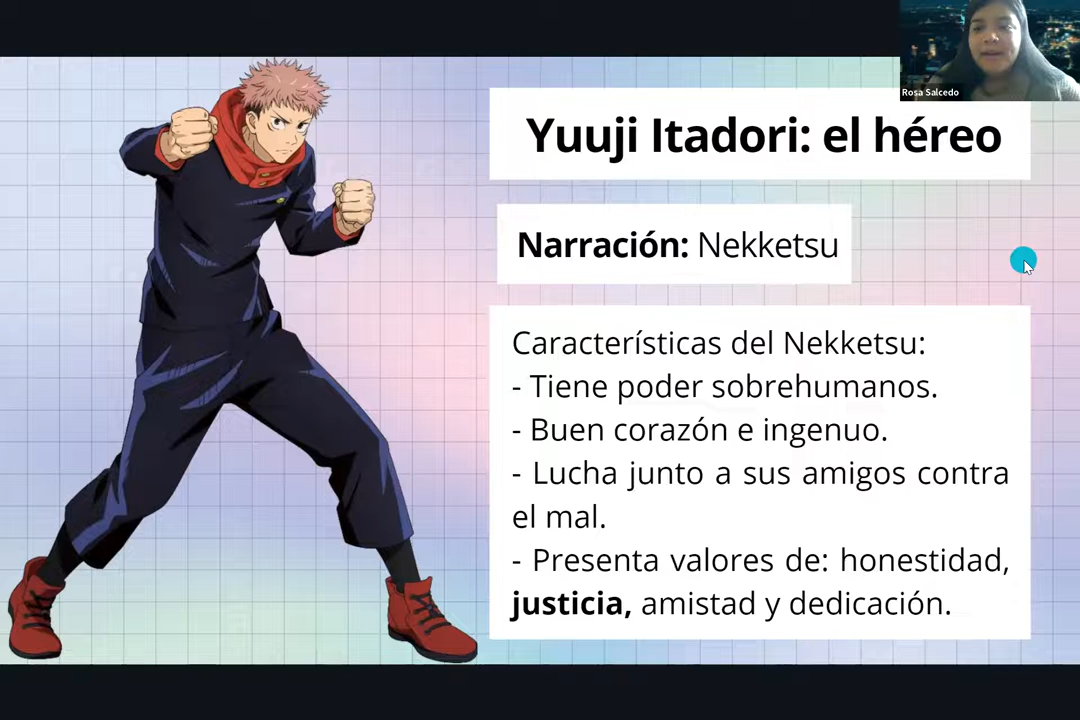 Rosa Salcedo
Yuuji Itadori: el héreo
Narración: Nekketsu
Características del Nekketsu:
- Tiene poder sobrehumanos.
- Buen corazón e ingenuo.
- Lucha junto a sus amigos contra
el mal.
- Presenta valores de: honestidad,
justicia, amistad y dedicación.